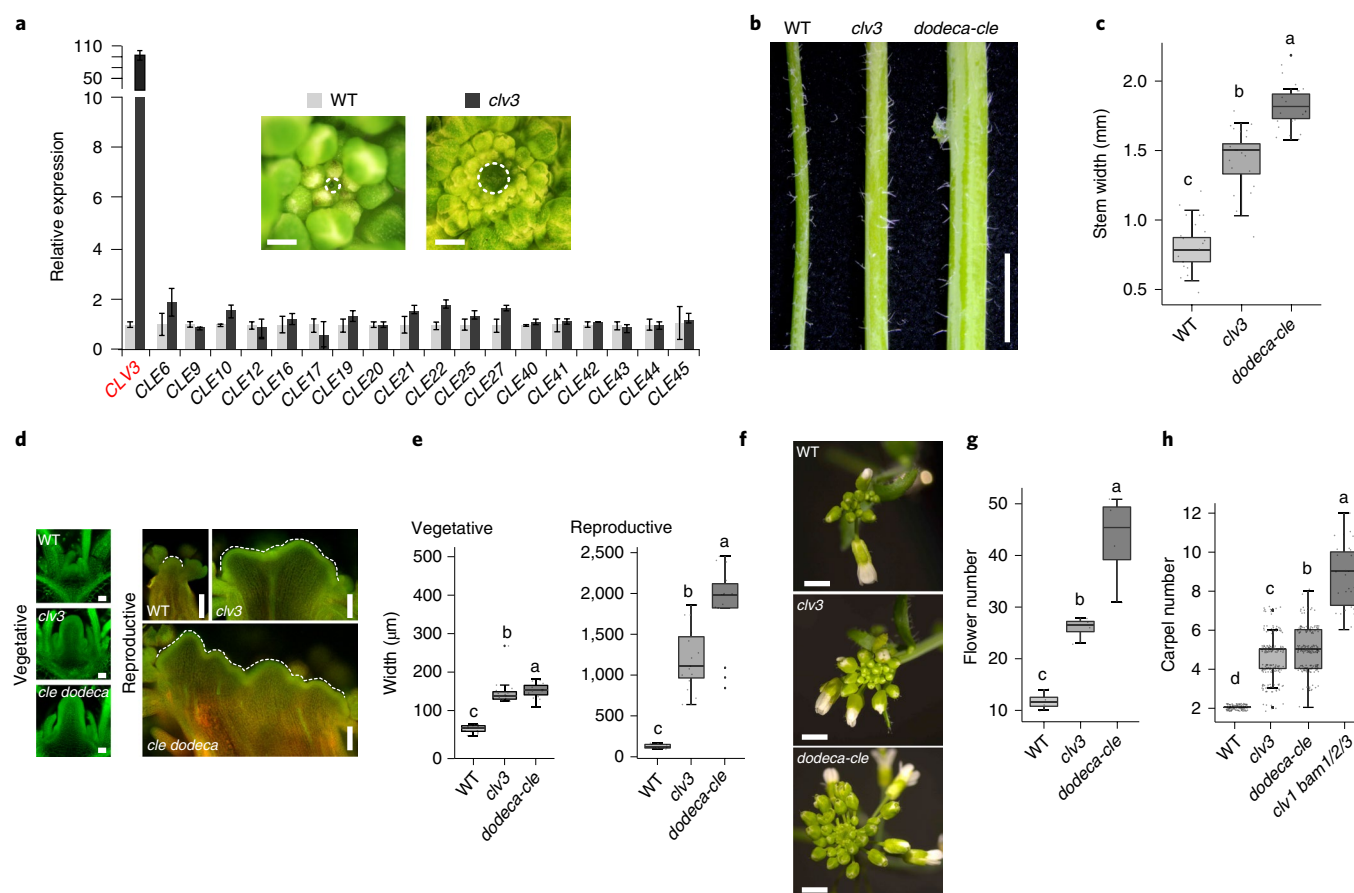 a
110
50
10
8
6
4
2
0
Relative expression
WT
clv3
CLV3
CLE6
CLE9
CLE10
CLE12
CLE16
CLE17
CLE19
CLE20
CLE21
CLE22
CLE25
CLE27
CLE40
CLE41
CLE42
CLE43
CLE44
CLE45
b
WT clv3 dodeca-cle
c
Stem width (mm)
2.0
1.5
1.0
0.5
c
b
a
WT
clv3
dodeca-cle
d
Vegetative
WT
clv3
cle dodeca
Reproductive
WT
clv3
cle dodeca
e
Vegetative
Width (μm)
500
400
300
200
100
0
c
b
a
WT
clv3
dodeca-cle
Reproductive
2,500
2,000
1,500
1,000
500
0
c
b
a
WT
clv3
dodeca-cle
f
WT
clv3
dodeca-cle
g
Flower number
50
40
30
20
10
c
b
a
WT
clv3
dodeca-cle
h
Carpel number
12
10
8
6
4
2
d
c
b
a
WT
clv3
dodeca-cle
clv1 bam1/2/3